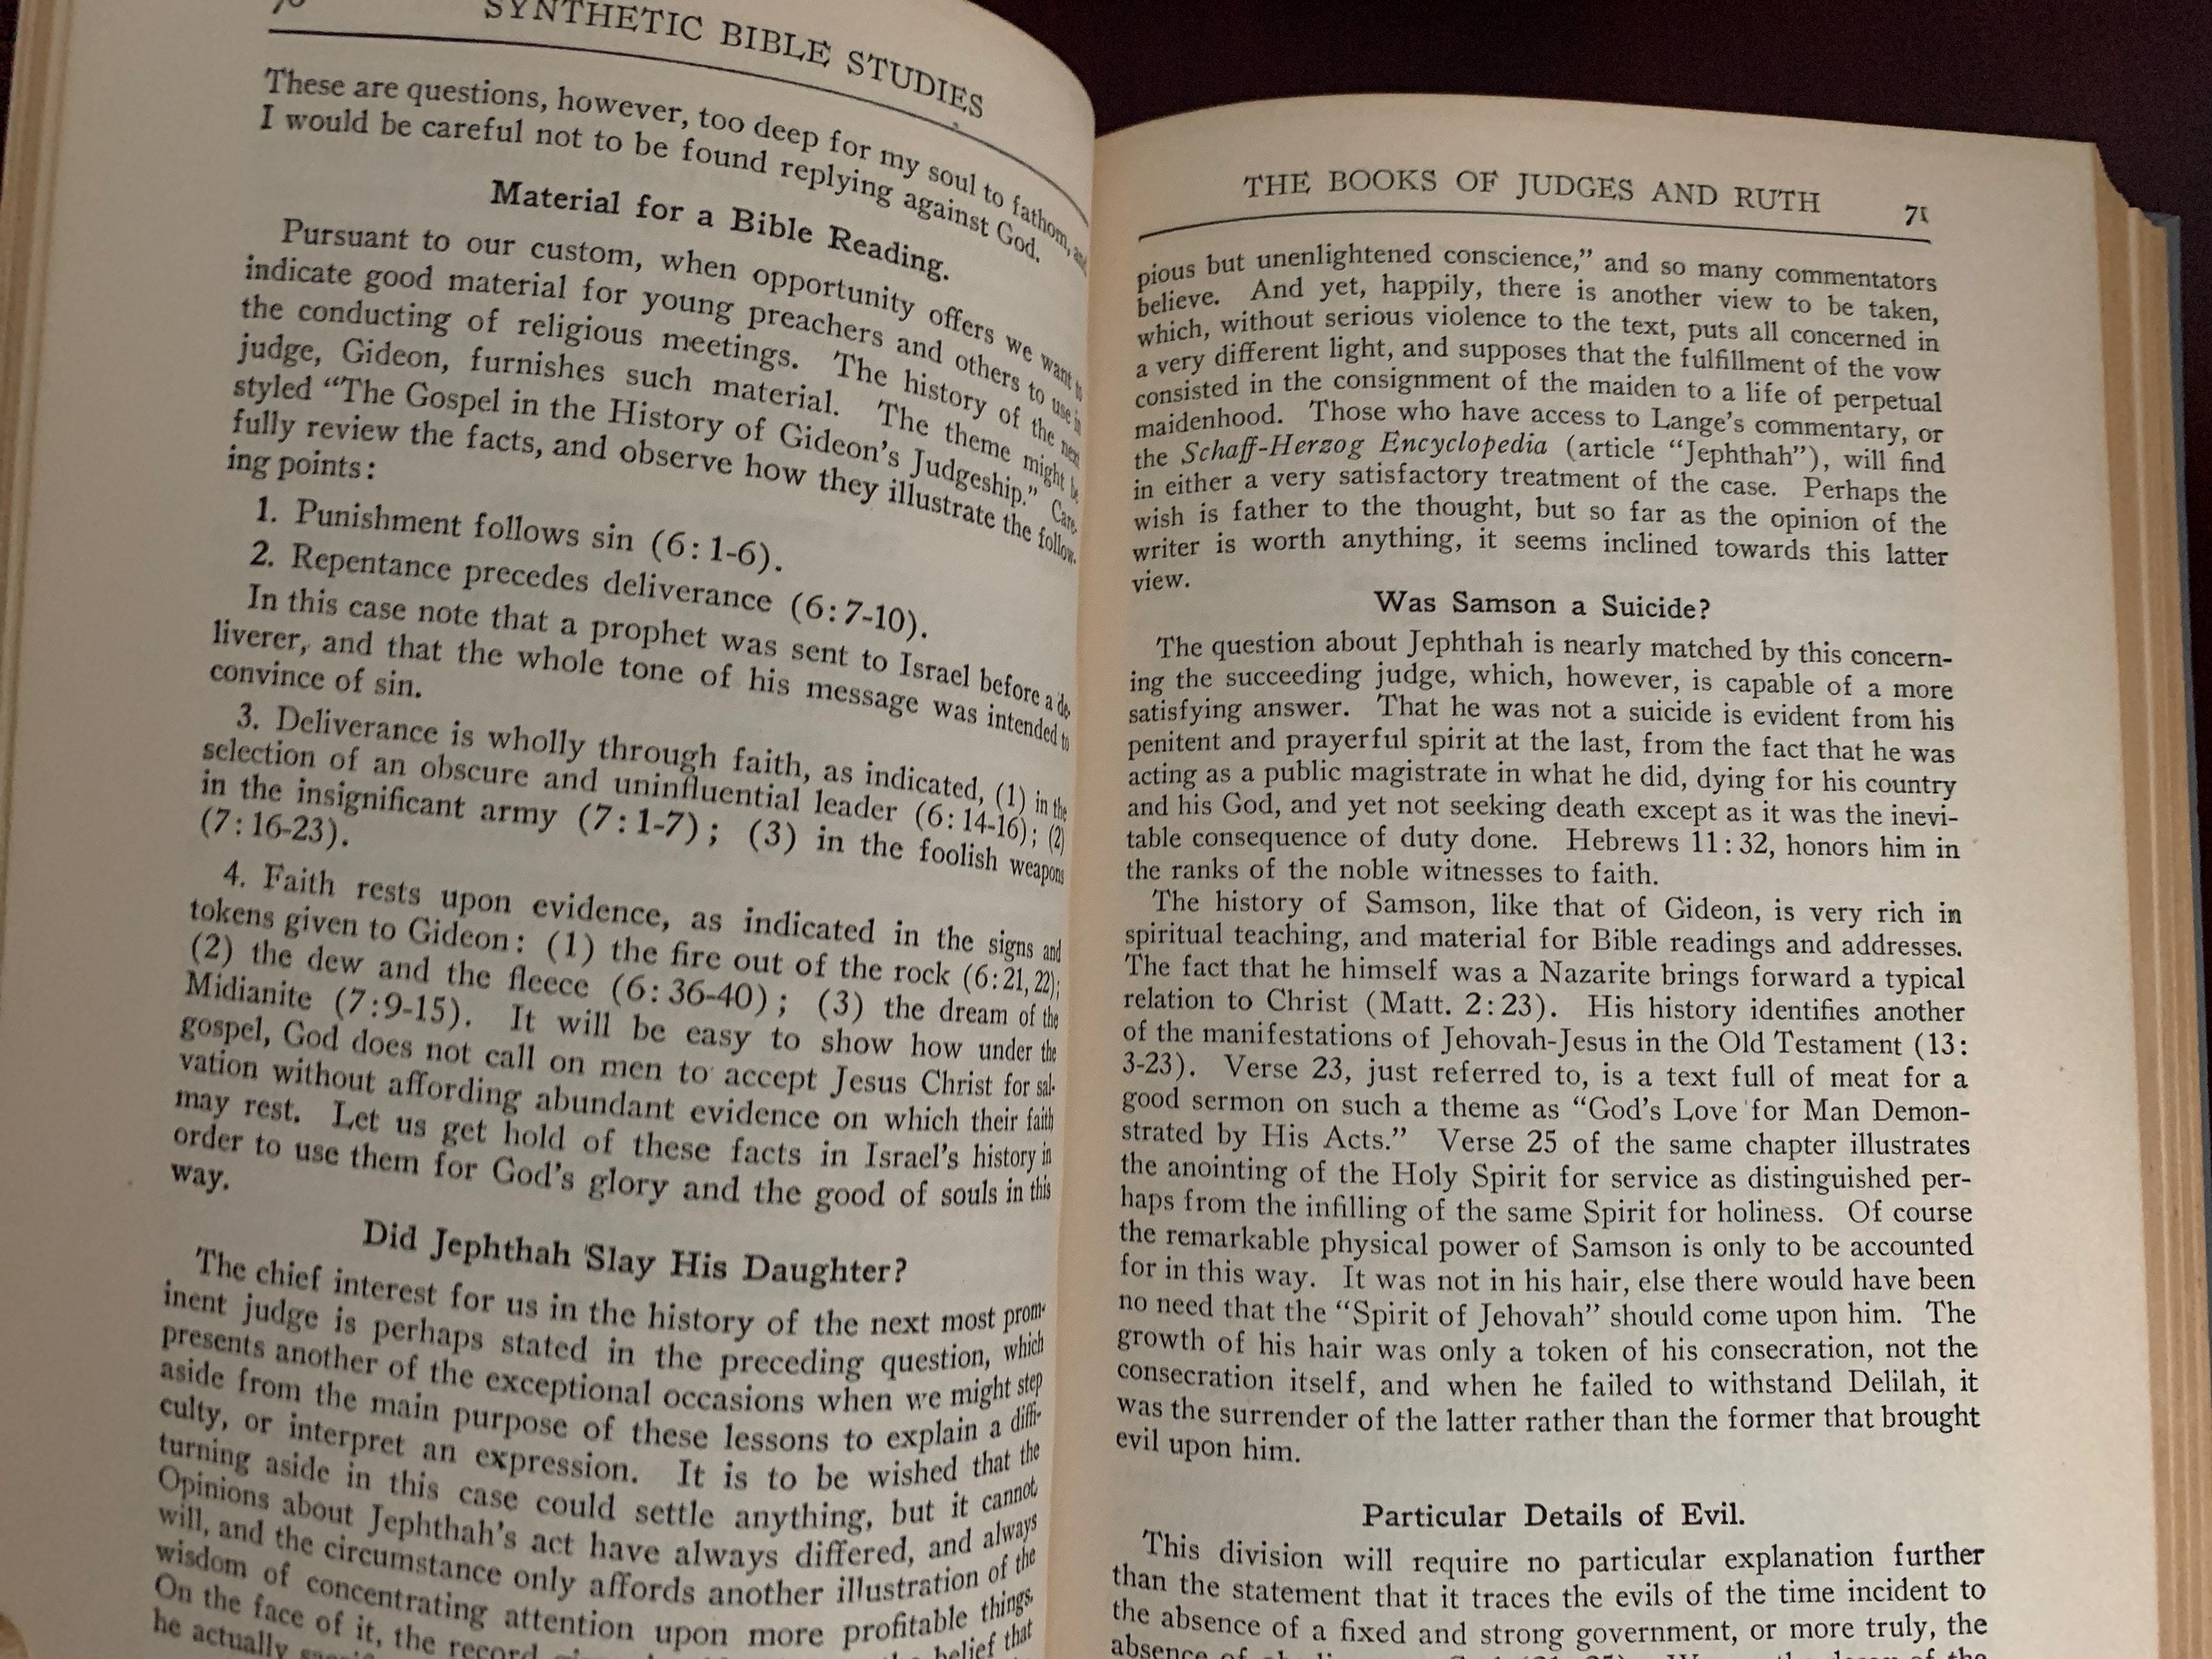 SYNTHETIC BIBLE STUDIES
These are questions, however, too deep for my soul to fathom, and
I would be careful not to be found replying against God.
Material for a Bible Reading.
Pursuant to our custom, when opportunity offers we want to
indicate good material for young preachers and others to use in
the conducting of religious meetings. The history of the next
judge, Gideon, furnishes such material. The theme might be
styled "The Gospel in the History of Gideon's Judgeship." Care-
fully review the facts, and observe how they illustrate the follow-
ing points:
1. Punishment follows sin (6:1-6).
2. Repentance precedes deliverance (6:7-10).
In this case note that a prophet was sent to Israel before a de-
liverer, and that the whole tone of his message was intended to
convince of sin.
3. Deliverance is wholly through faith, as indicated, (1) in the
selection of an obscure and uninfluential leader (6:14-16); (2)
in the insignificant army (7:1-7); (3) in the foolish weapons
(7:16-23).
4. Faith rests upon evidence, as indicated in the signs and
tokens given to Gideon: (1) the fire out of the rock (6:21, 22);
(2) the dew and the fleece (6:36-40); (3) the dream of the
Midianite (7:9-15). It will be easy to show how under the
gospel, God does not call on men to accept Jesus Christ for sal-
vation without affording abundant evidence on which their faith
may rest. Let us get hold of these facts in Israel's history in
order to use them for God's glory and the good of souls in this
way.
Did Jephthah Slay His Daughter?
The chief interest for us in the history of the next most prom-
inent judge is perhaps stated in the preceding question, which
presents another of the exceptional occasions when we might step
aside from the main purpose of these lessons to explain a diffi-
culty, or interpret an expression. It is to be wished that the
turning aside in this case could settle anything, but it cannot.
Opinions about Jephthah's act have always differed, and always
will, and the circumstance only affords another illustration of the
wisdom of concentrating attention upon more profitable things.
On the face of it, the record belief that
he actually
THE BOOKS OF JUDGES AND RUTH 71
pious but unenlightened conscience," and so many commentators
believe. And yet, happily, there is another view to be taken,
which, without serious violence to the text, puts all concerned in
a very different light, and supposes that the fulfillment of the vow
consisted in the consignment of the maiden to a life of perpetual
maidenhood. Those who have access to Lange's commentary, or
the Schaff-Herzog Encyclopedia (article "Jephthah"), will find
in either a very satisfactory treatment of the case. Perhaps the
wish is father to the thought, but so far as the opinion of the
writer is worth anything, it seems inclined towards this latter
view.
Was Samson a Suicide?
The question about Jephthah is nearly matched by this concern-
ing the succeeding judge, which, however, is capable of a more
satisfying answer. That he was not a suicide is evident from his
penitent and prayerful spirit at the last, from the fact that he was
acting as a public magistrate in what he did, dying for his country
and his God, and yet not seeking death except as it was the inevi-
table consequence of duty done. Hebrews 11:32, honors him in
the ranks of the noble witnesses to faith.
The history of Samson, like that of Gideon, is very rich in
spiritual teaching, and material for Bible readings and addresses.
The fact that he himself was a Nazarite brings forward a typical
relation to Christ (Matt. 2:23). His history identifies another
of the manifestations of Jehovah-Jesus in the Old Testament (13:
3-23). Verse 23, just referred to, is a text full of meat for a
good sermon on such a theme as "God's Love for Man Demon-
strated by His Acts." Verse 25 of the same chapter illustrates
the anointing of the Holy Spirit for service as distinguished per-
haps from the infilling of the same Spirit for holiness. Of course
the remarkable physical power of Samson is only to be accounted
for in this way. It was not in his hair, else there would have been
no need that the "Spirit of Jehovah" should come upon him. The
growth of his hair was only a token of his consecration, not the
consecration itself, and when he failed to withstand Delilah, it
was the surrender of the latter rather than the former that brought
evil upon him.
Particular Details of Evil.
This division will require no particular explanation further
than the statement that it traces the evils of the time incident to
the absence of a fixed and strong government, or more truly, the
absence